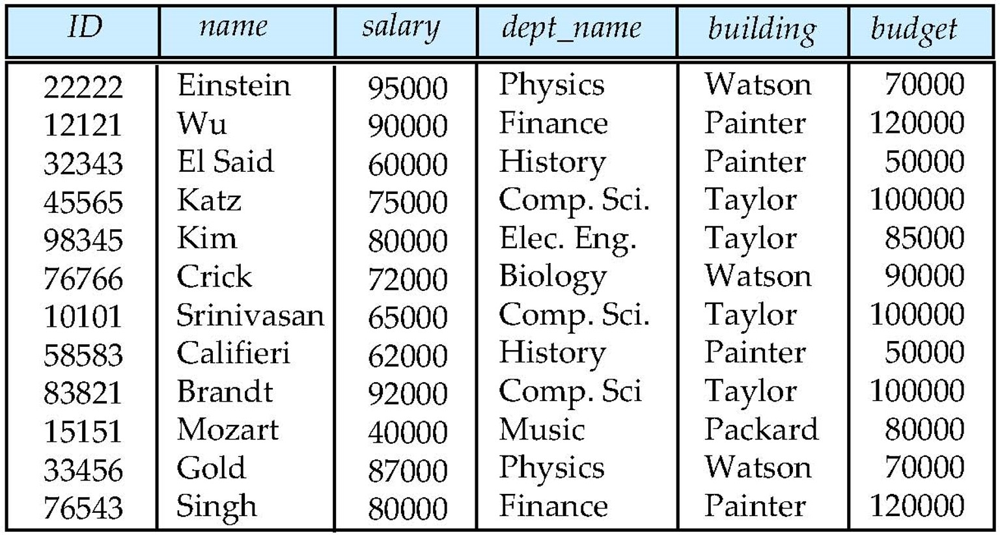 ID name salary dept_name building budget
22222 Einstein 95000 Physics Watson 70000
12121 Wu 90000 Finance Painter 120000
32343 El Said 60000 History Painter 50000
45565 Katz 75000 Comp. Sci. Taylor 100000
98345 Kim 80000 Elec. Eng. Taylor 85000
76766 Crick 72000 Biology Watson 90000
10101 Srinivasan 65000 Comp. Sci. Taylor 100000
58583 Califieri 62000 History Painter 50000
83821 Brandt 92000 Comp. Sci Taylor 100000
15151 Mozart 40000 Music Packard 80000
33456 Gold 87000 Physics Watson 70000
76543 Singh 80000 Finance Painter 120000